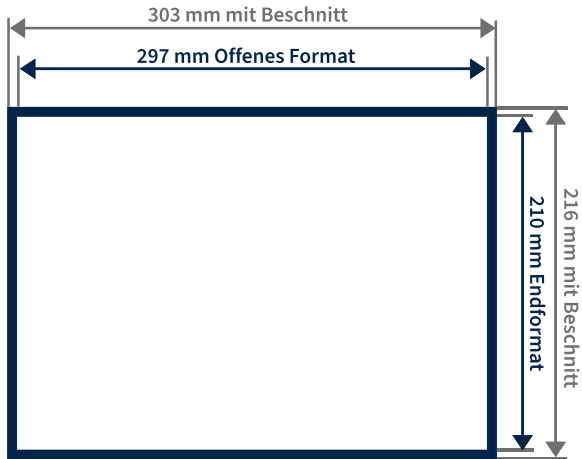 303 mm mit Beschnitt
297 mm Offenes Format
210 mm Endformat
216 mm mit Beschnitt